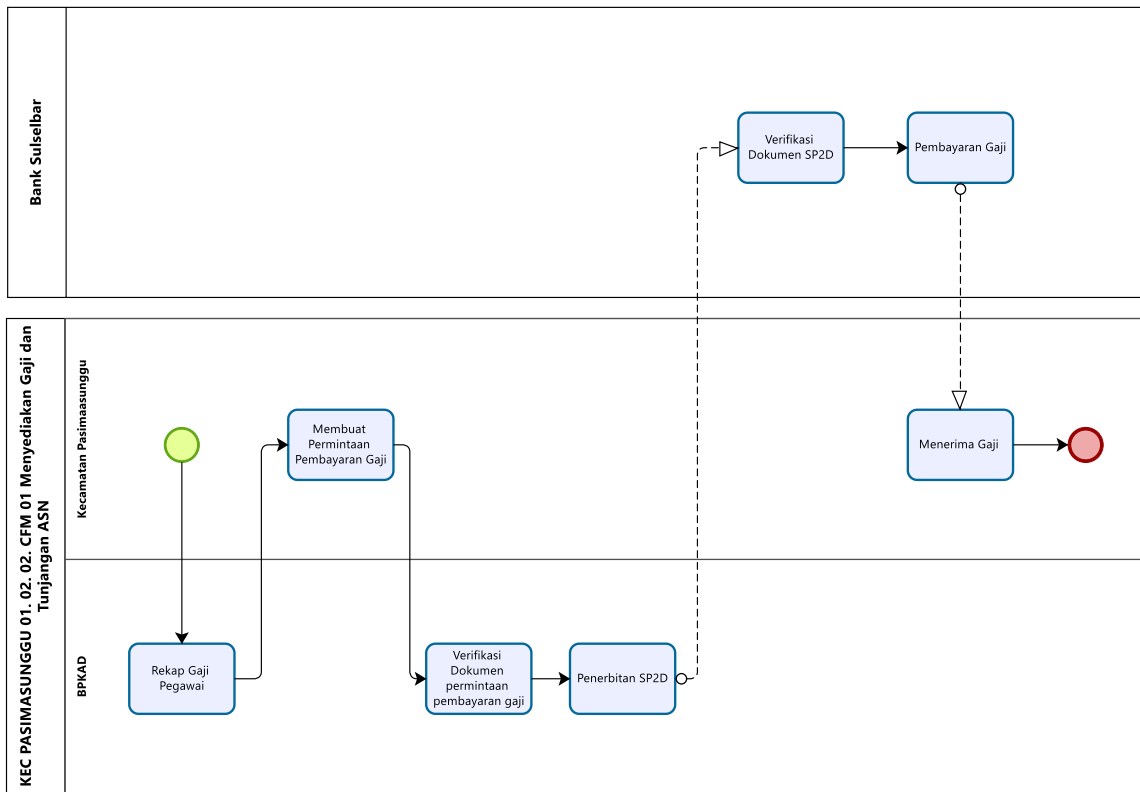 Bank Sulselbar
Verifikasi
Dokumen SP2D
Pembayaran Gaji
KEC PASIMASUNGGU 01. 02. 02. CFM 01 Menyediakan Gaji dan
Tunjangan ASN
Kecamatan Pasimaasunggu
Membuat
Permintaan
Pembayaran Gaji
Menerima Gaji
BPKAD
Rekap Gaji
Pegawai
Verifikasi
Dokumen
permintaan
pembayaran gaji
Penerbitan SP2D